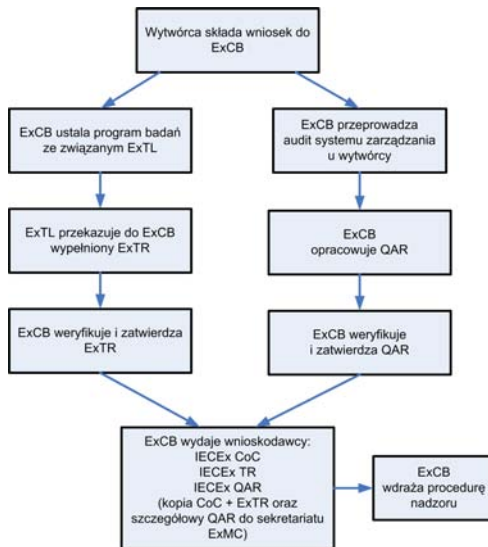 Wytwórca składa wniosek do
ExCB
ExCB ustala program badań
ze związanym ExTL
ExCB przeprowadza
audit systemu zarządzania
u wytwórcy
ExTL przekazuje do ExCB
wypełniony ExTR
ExCB
opracowuje QAR
ExCB weryfikuje i zatwierdza
ExTR
ExCB weryfikuje
i zatwierdza QAR
ExCB wydaje wnioskodawcy:
IECEx CoC
IECEx TR
IECEx QAR
(kopia CoC + ExTR oraz
szczegółowy QAR do sekretariatu
ExMC)
ExCB
wdraża procedurę
nadzoru